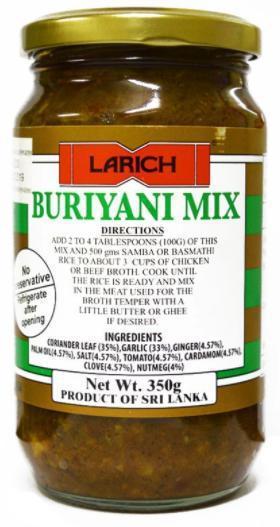 LARICH
BURIYANI MIX
DIRECTIONS
ADD 2 TO 4 TABLESPOONS (100G) OF THIS
MIX AND 500 gms SAMBA OR BASMATHI
RICE TO ABOUT 3 CUPS OF CHICKEN
OR BEEF BROTH. COOK UNTIL
THE RICE IS READY AND MIX
IN THE MEAT USED FOR THE
BROTH TEMPER WITH A
LITTLE BUTTER OR GHEE
IF DESIRED.
No
Preservative
Refrigerate
after
opening
INGREDIENTS
CORIANDER LEAF (35%),GARLIC (33%),GINGER(4.57%),
PALM OIL(4.57%), SALT(4.57%), TOMATO(4.57%), CARDAMOM(4.57%),
CLOVE(4.57%), NUTMEG(4%)
Net Wt. 350g
PRODUCT OF SRI LANKA